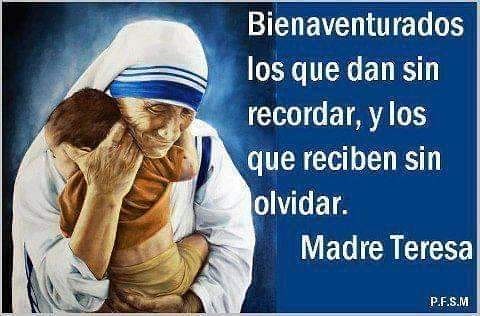 Bienaventurados
los que dan sin
recordar, y los
que reciben sin
olvidar.
Madre Teresa
P.F.S.M